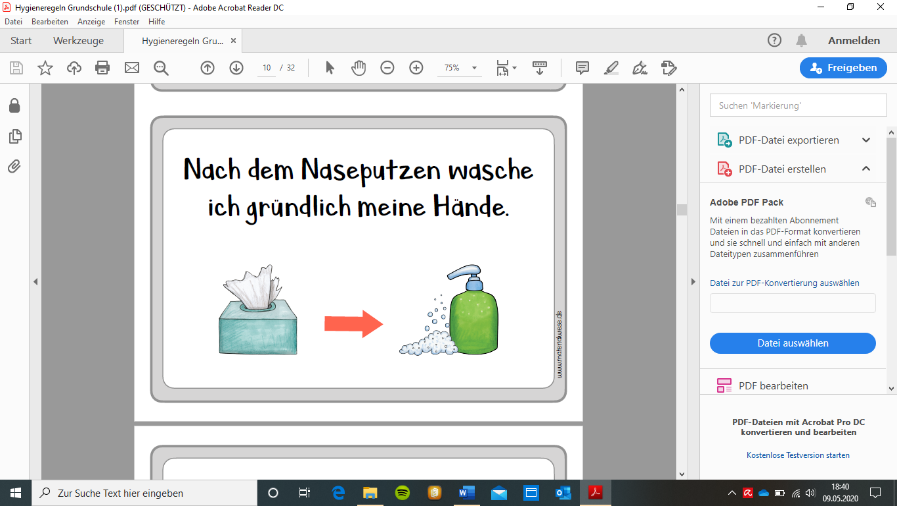 Hygieneregeln Grundschule (1).pdf (GESCHÜTZT) - Adobe Acrobat Reader DC
Datei Bearbeiten Anzeige Fenster Hilfe
Start Werkzeuge Hygieneregeln Gru... Anmelden
10 / 32 75% Freigeben
Nach dem Naseputzen wasche
ich gründlich meine Hände.
Suchen 'Markierung'
PDF-Datei exportieren
PDF-Datei erstellen
Adobe PDF Pack
Mit einem bezahlten Abonnement
Dateien in das PDF-Format konvertieren
und sie schnell und einfach mit anderen
Dateitypen zusammenführen
Datei zur PDF-Konvertierung auswählen
Datei auswählen
PDF bearbeiten
PDF-Dateien mit Acrobat Pro DC
konvertieren und bearbeiten
Kostenlose Testversion starten
Zur Suche Text hier eingeben
18:40
09.05.2020